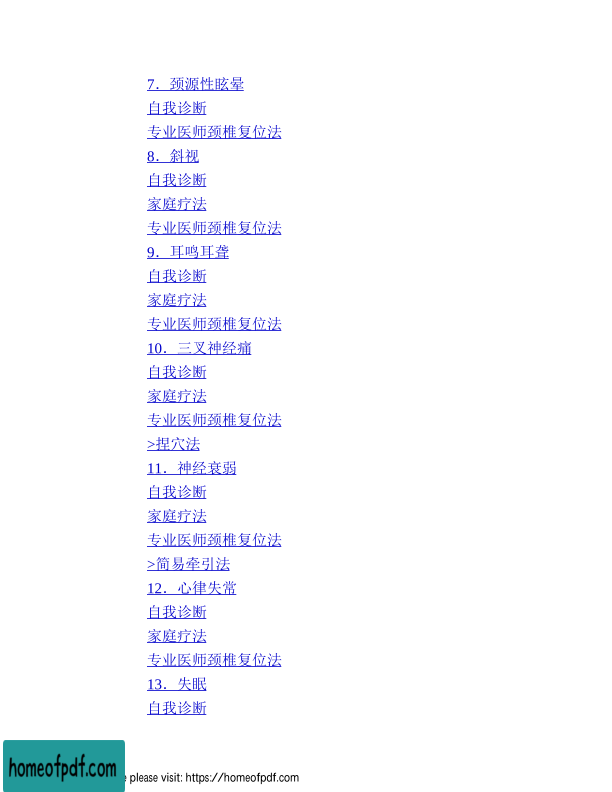 7．颈源性眩晕
自我诊断
专业医师颈椎复位法
8．斜视
自我诊断
家庭疗法
专业医师颈椎复位法
9．耳鸣耳聋
自我诊断
家庭疗法
专业医师颈椎复位法
10．三叉神经痛
自我诊断
家庭疗法
专业医师颈椎复位法
>捏穴法
11．神经衰弱
自我诊断
家庭疗法
专业医师颈椎复位法
>简易牵引法
12．心律失常
自我诊断
家庭疗法
专业医师颈椎复位法
13．失眠
自我诊断
homeofpdf.com
please visit: https://homeofpdf.com